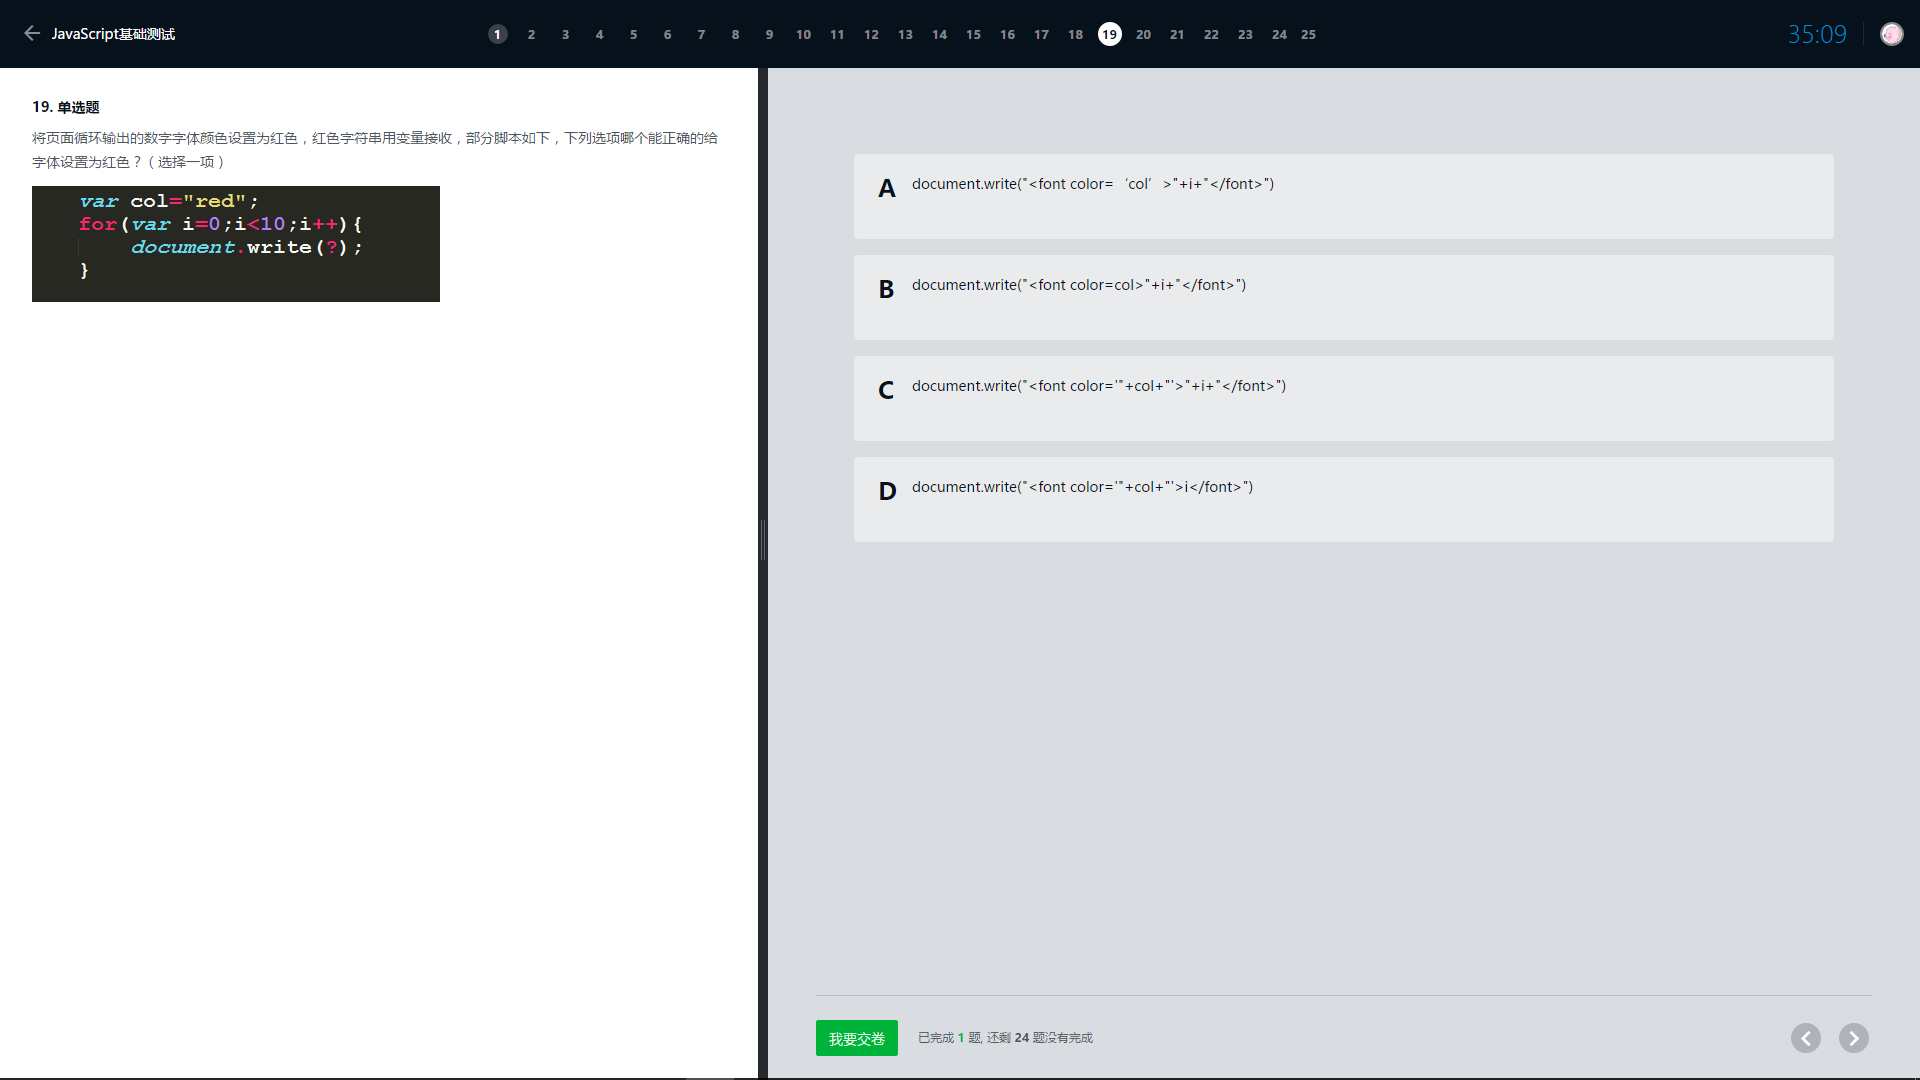 JavaScript基础测试
1 2 3 4 5 6 7 8 9 10 11 12 13 14 15 16 17 18 19 20 21 22 23 24 25
35:09
19. 单选题
将页面循环输出的数字字体颜色设置为红色，红色字符串用变量接收，部分脚本如下，下列选项哪个能正确的给
字体设置为红色？（选择一项）
var col="red";
for(var i=0;i<10;i++){
document.write(?);
}
A document.write("<font color=‘col’>"+i+"</font>")
B document.write("<font color=col>"+i+"</font>")
C document.write("<font color='"+col+"'>"+i+"</font>")
D document.write("<font color='"+col+"'>i</font>")
我要交卷 已完成 1 题, 还剩 24 题没有完成